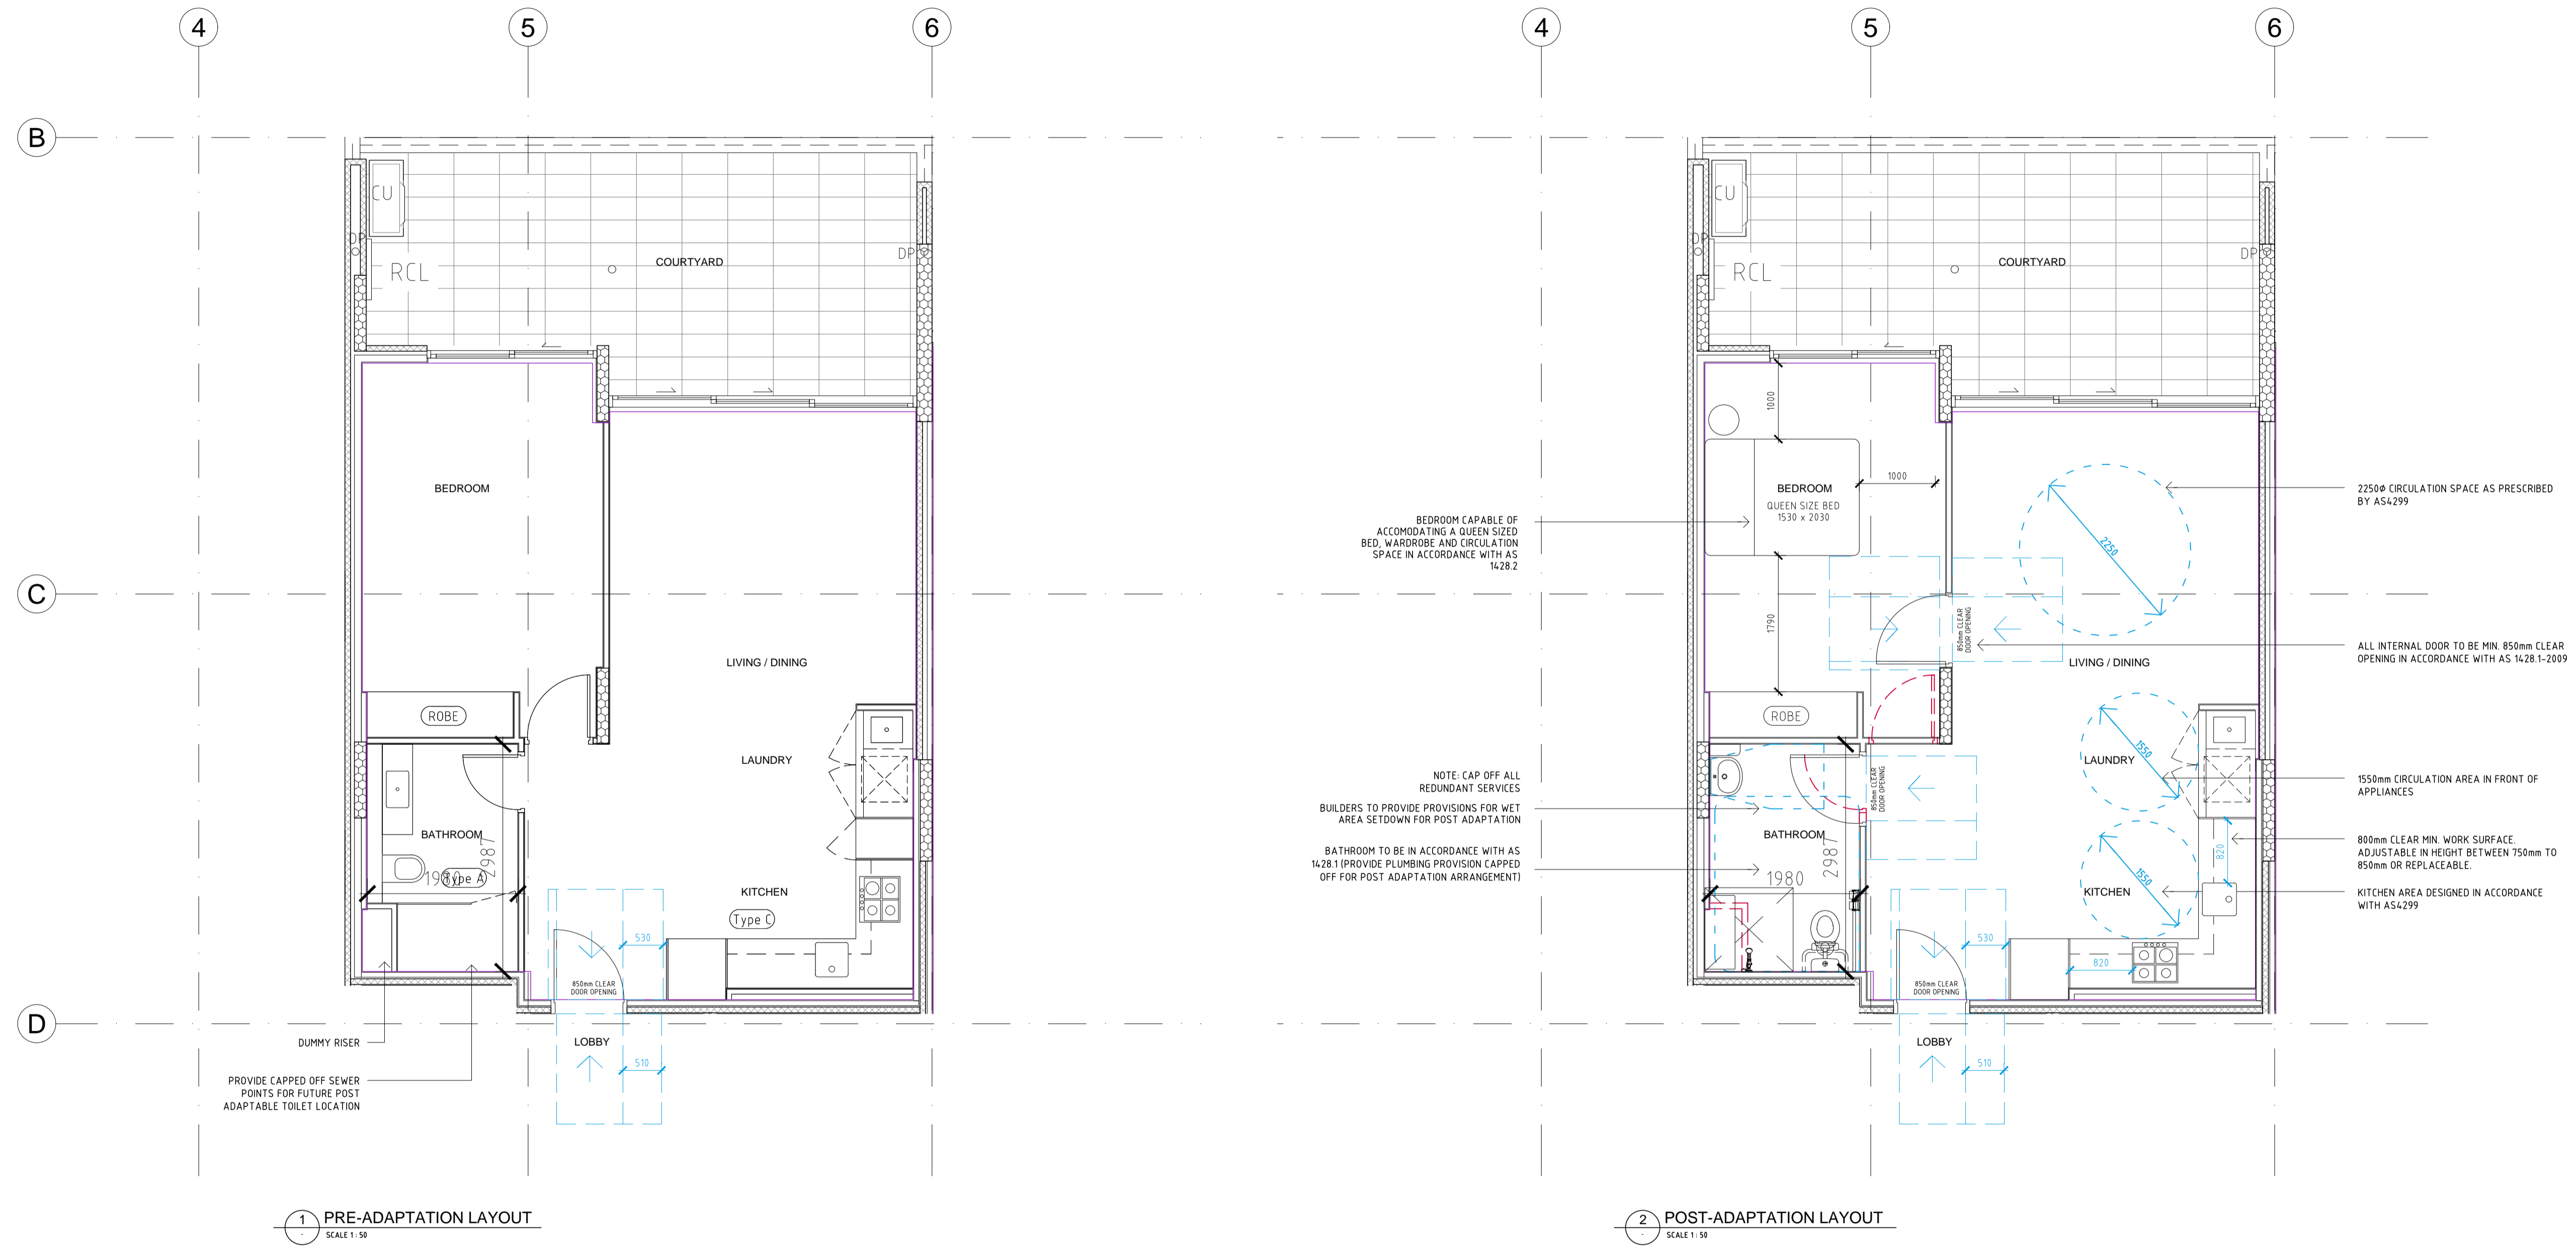 4
5
6
B
C
D
CU
DP
RCL
COURTYARD
DP
BEDROOM
LIVING / DINING
ROBE
LAUNDRY
BATHROOM
2987
Type A
KITCHEN
Type C
530
850mm CLEAR
DOOR OPENING
LOBBY
510
DUMMY RISER
PROVIDE CAPPED OFF SEWER
POINTS FOR FUTURE POST
ADAPTABLE TOILET LOCATION
1
-
PRE-ADAPTATION LAYOUT
SCALE 1 : 50
4
5
6
CU
DP
RCL
COURTYARD
DP
1000
BEDROOM
QUEEN SIZE BED
1530 x 2030
1000
1790
850mm CLEAR
DOOR OPENING
2250
LIVING / DINING
ROBE
850mm CLEAR
DOOR OPENING
1550
LAUNDRY
BATHROOM
2987
1980
820
1550
KITCHEN
530
820
850mm CLEAR
DOOR OPENING
LOBBY
510
BEDROOM CAPABLE OF
ACCOMODATING A QUEEN SIZED
BED, WARDROBE AND CIRCULATION
SPACE IN ACCORDANCE WITH AS
1428.2
NOTE: CAP OFF ALL
REDUNDANT SERVICES
BUILDERS TO PROVIDE PROVISIONS FOR WET
AREA SETDOWN FOR POST ADAPTATION
BATHROOM TO BE IN ACCORDANCE WITH AS
1428.1 (PROVIDE PLUMBING PROVISION CAPPED
OFF FOR POST ADAPTATION ARRANGEMENT)
2250Ø CIRCULATION SPACE AS PRESCRIBED
BY AS4299
ALL INTERNAL DOOR TO BE MIN. 850mm CLEAR
OPENING IN ACCORDANCE WITH AS 1428.1-2009
1550mm CIRCULATION AREA IN FRONT OF
APPLIANCES
800mm CLEAR MIN. WORK SURFACE.
ADJUSTABLE IN HEIGHT BETWEEN 750mm TO
850mm OR REPLACEABLE.
KITCHEN AREA DESIGNED IN ACCORDANCE
WITH AS4299
2
-
POST-ADAPTATION LAYOUT
SCALE 1 : 50